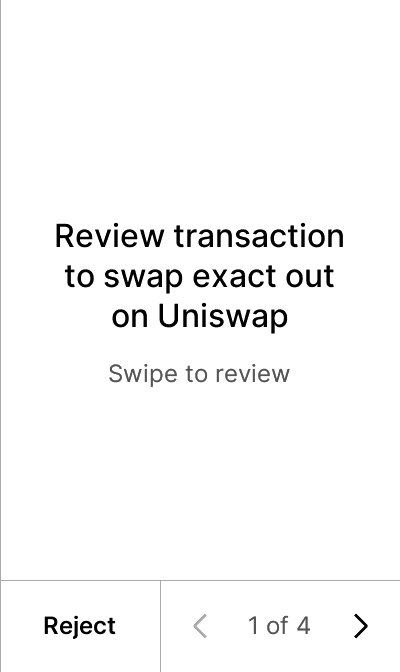 Review transaction
to swap exact out
on Uniswap
Swipe to review
Reject
1 of 4